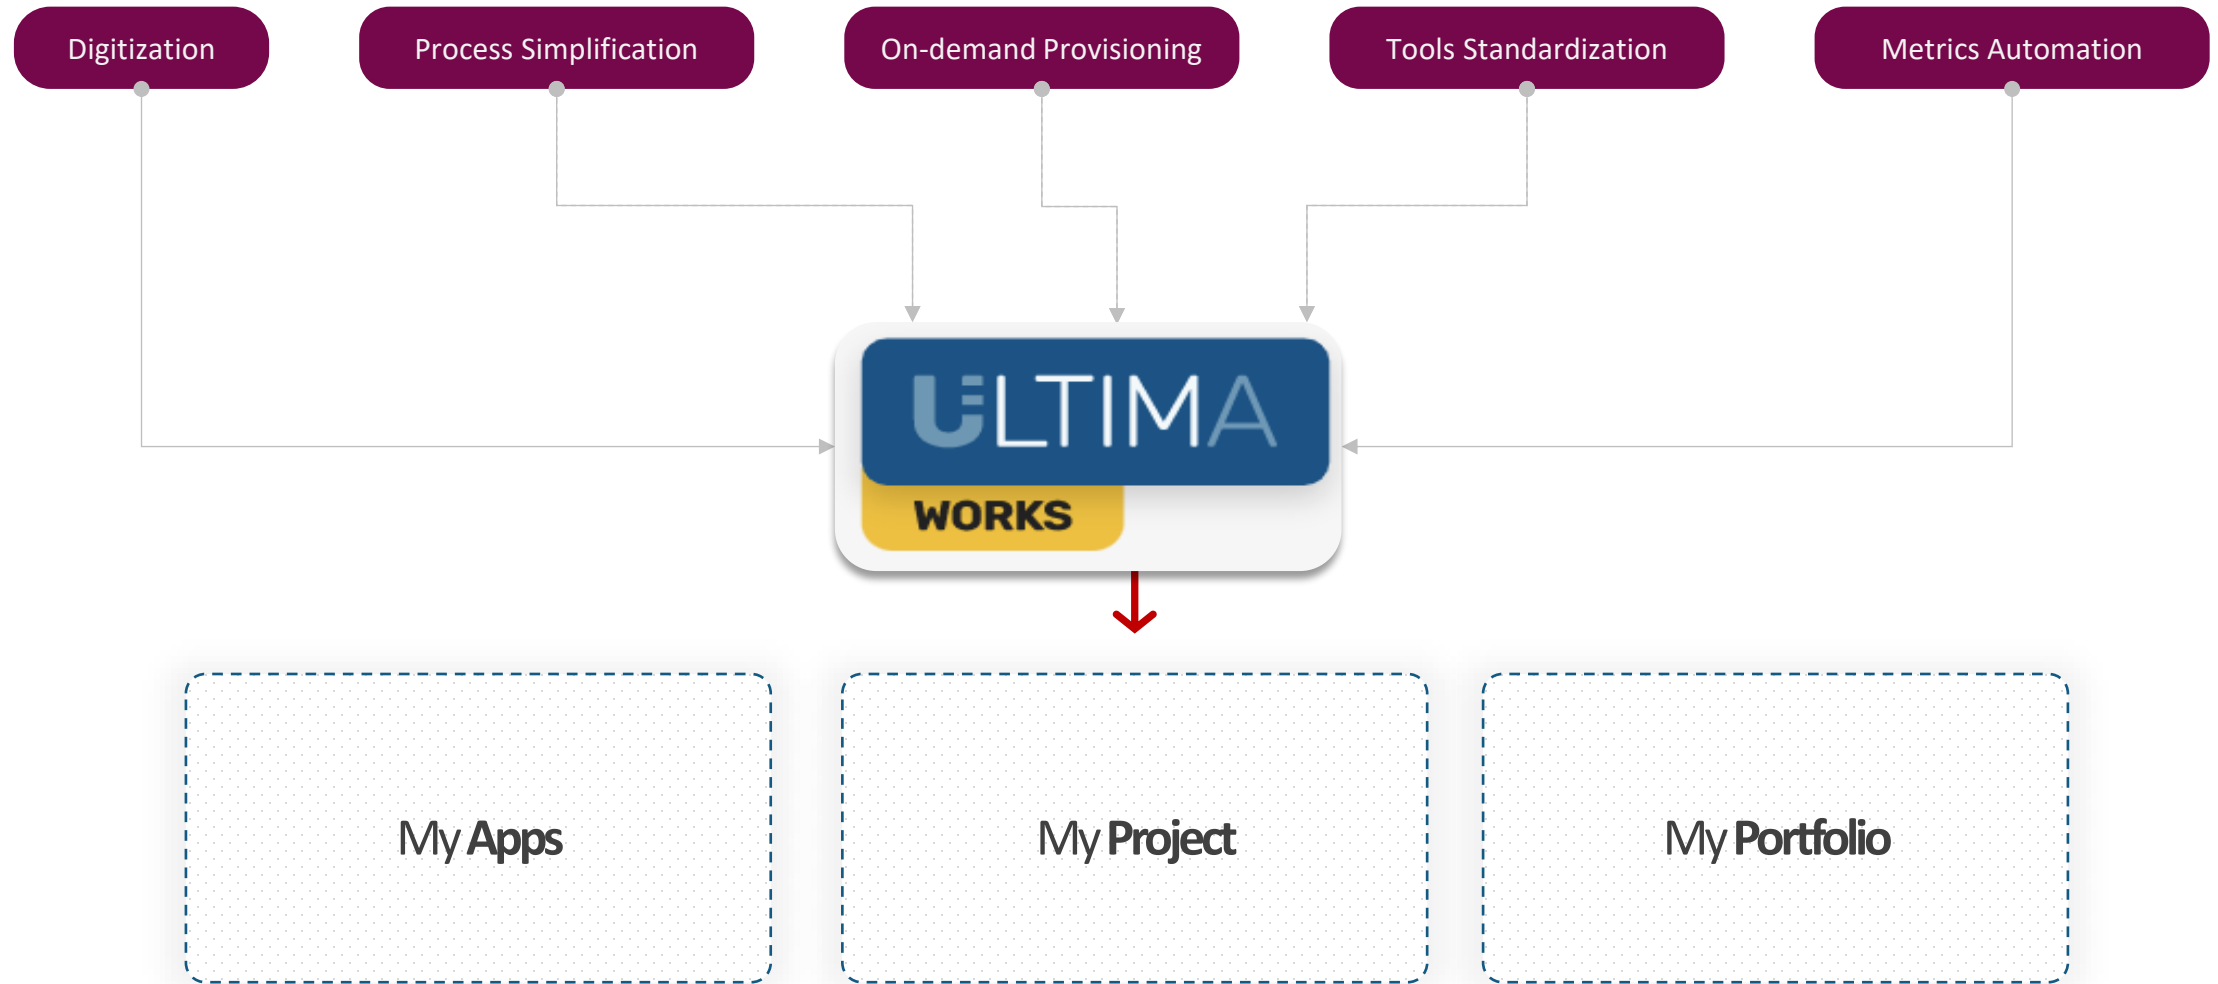 Digitization
Process Simplification
On-demand Provisioning
Tools Standardization
Metrics Automation
ULTIMA
WORKS
My Apps
My Project
My Portfolio